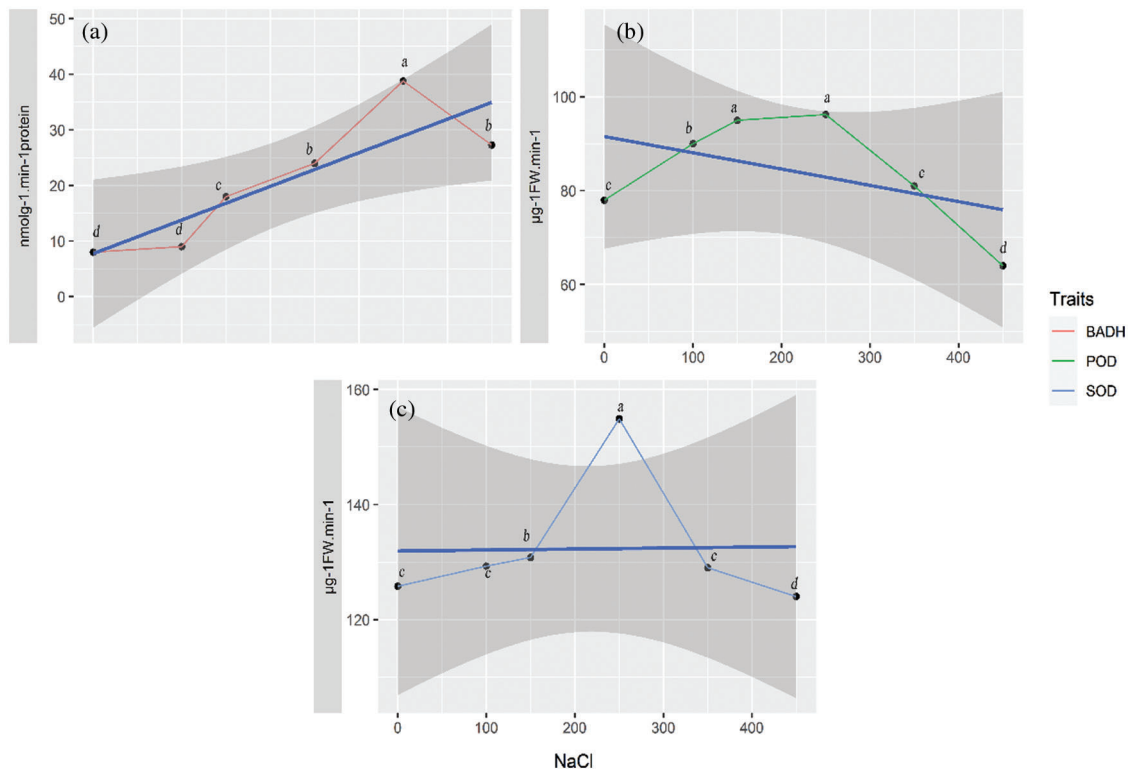 (a)
nmolg-1.min-1protein
50
40
30
20
10
0
d
d
c
b
a
b
(b)
µg-1FW.min-1
100
80
60
c
b
a
a
c
d
0
100
200
300
400
Traits
BADH
POD
SOD
(c)
µg-1FW.min-1
160
140
120
c
c
b
a
c
d
0
100
200
300
400
NaCl